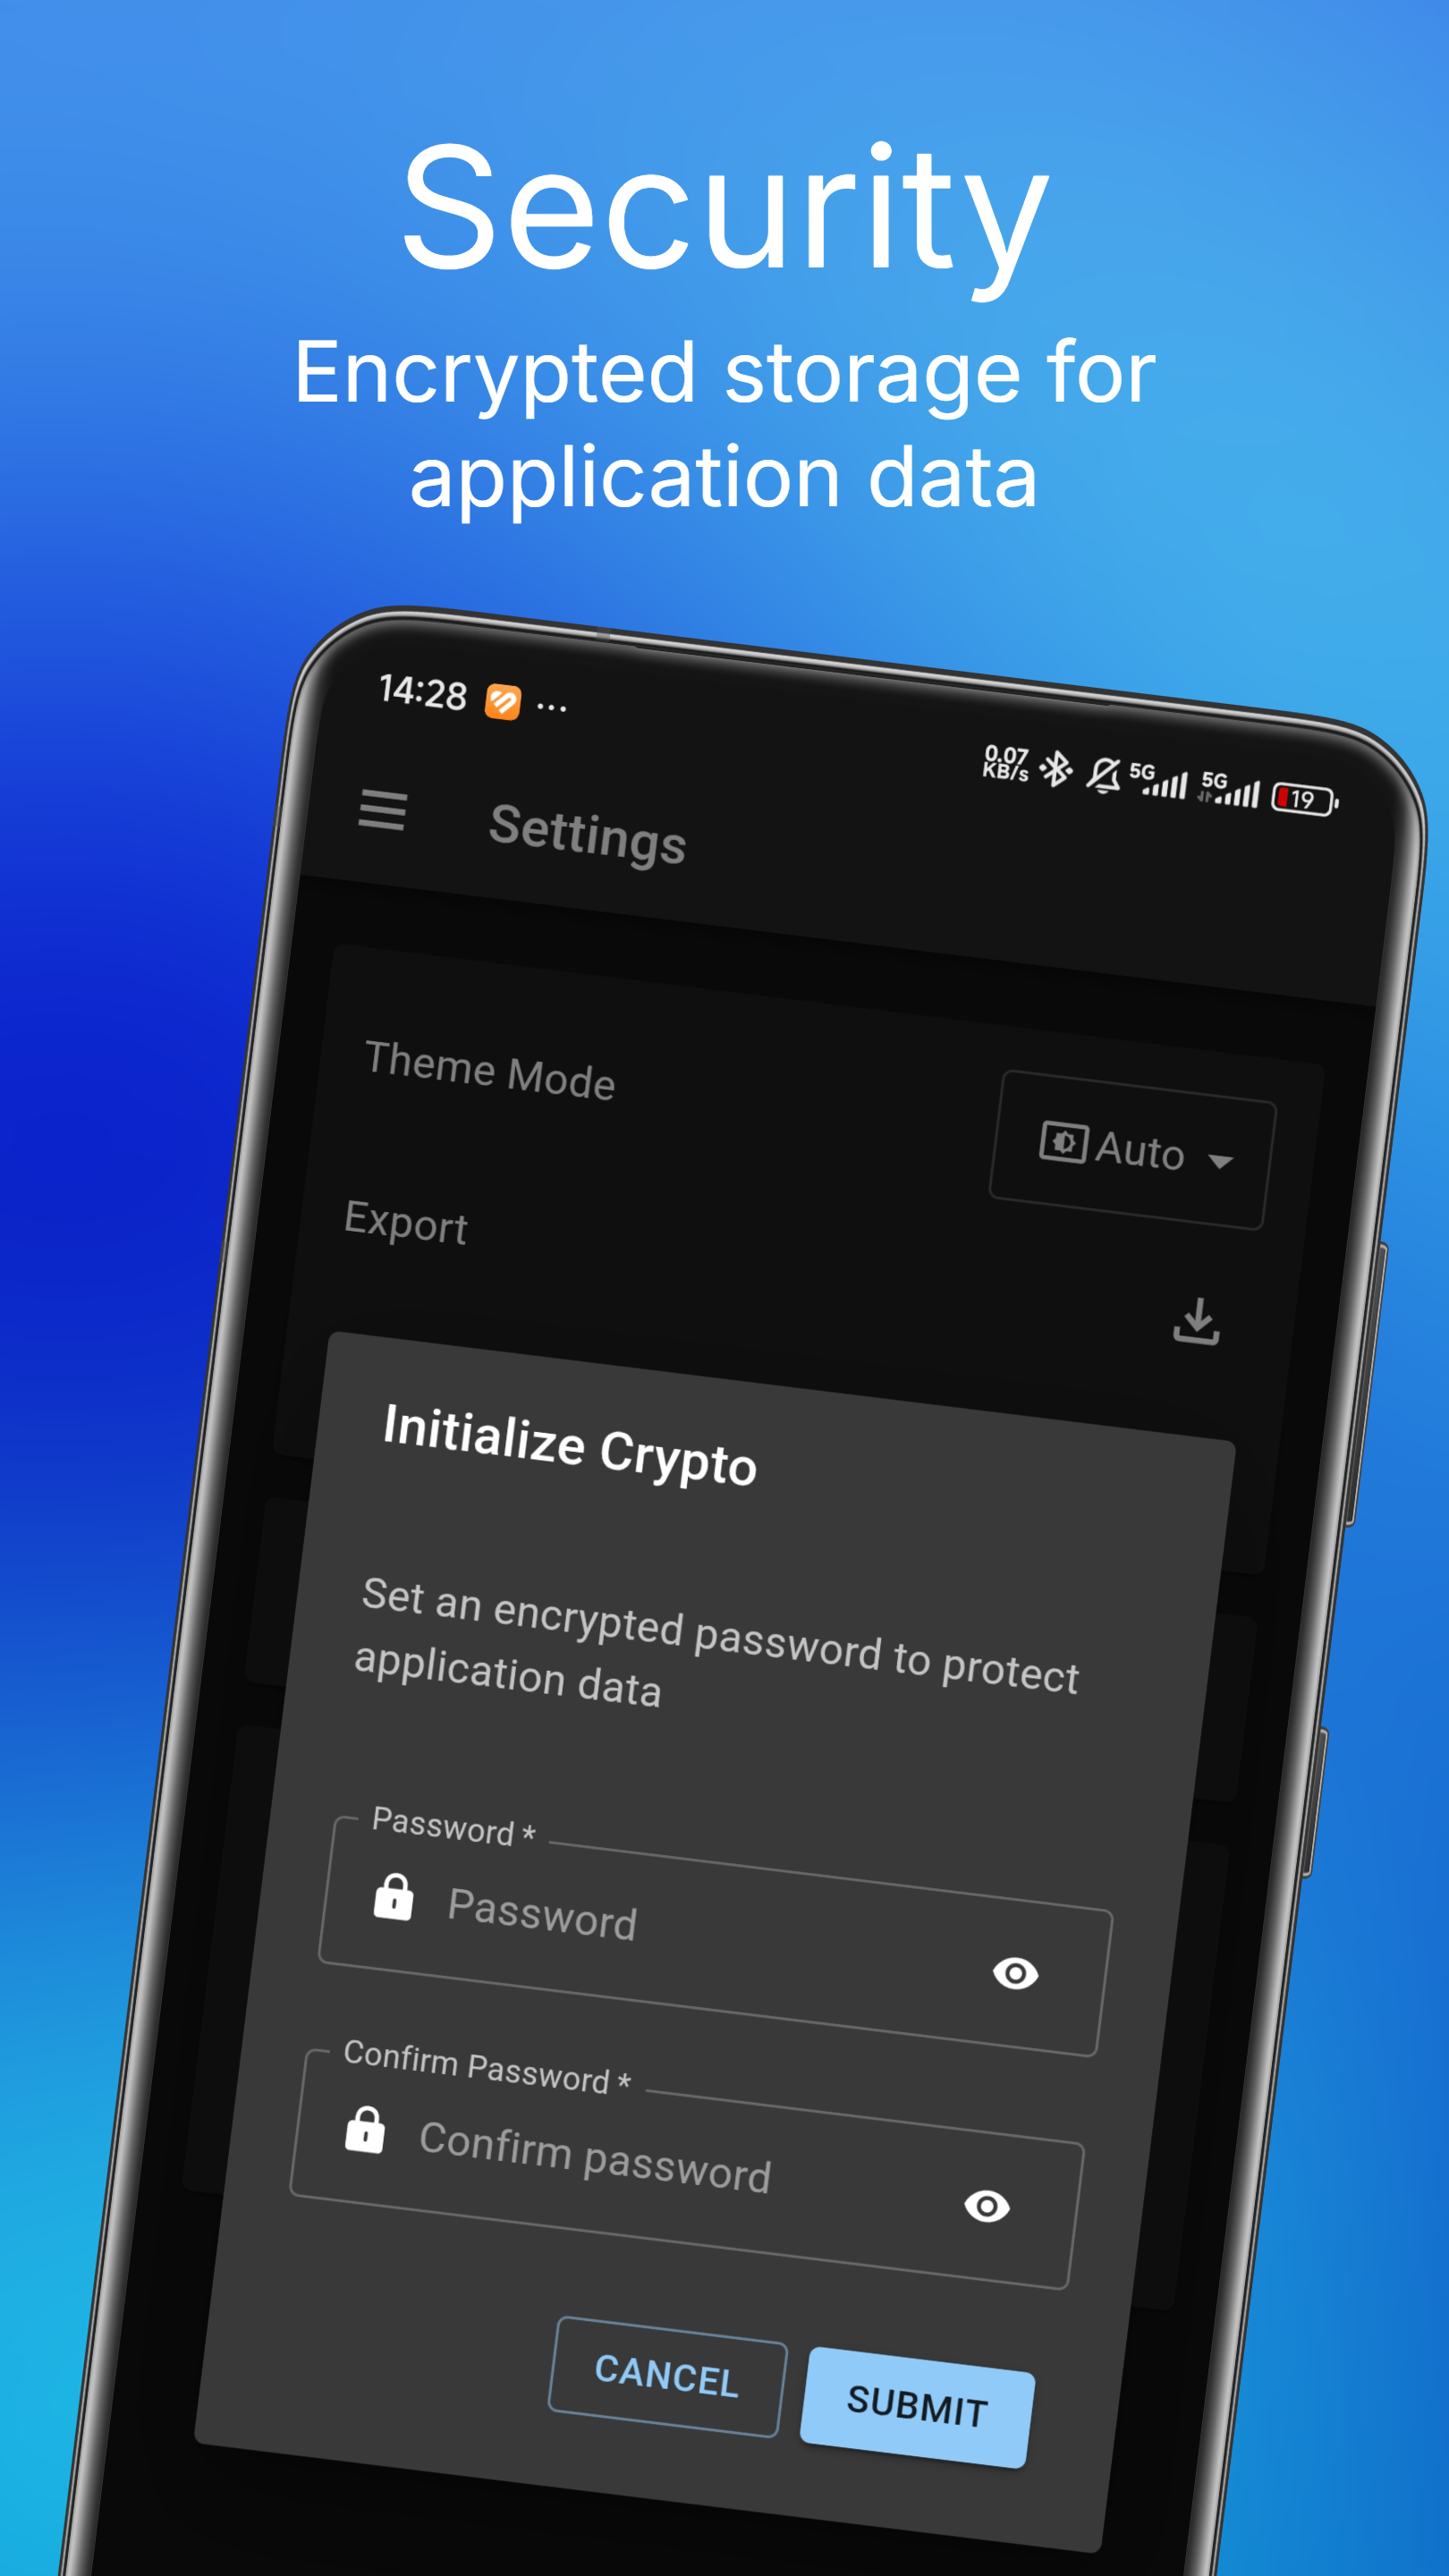 Security
Encrypted storage for
application data
14:28 ...
0.07
KB/s
5G
5G
19
Settings
Theme Mode
Auto
Export
Initialize Crypto
Set an encrypted password to protect
application data
Password *
Password
Confirm Password *
Confirm password
CANCEL
SUBMIT